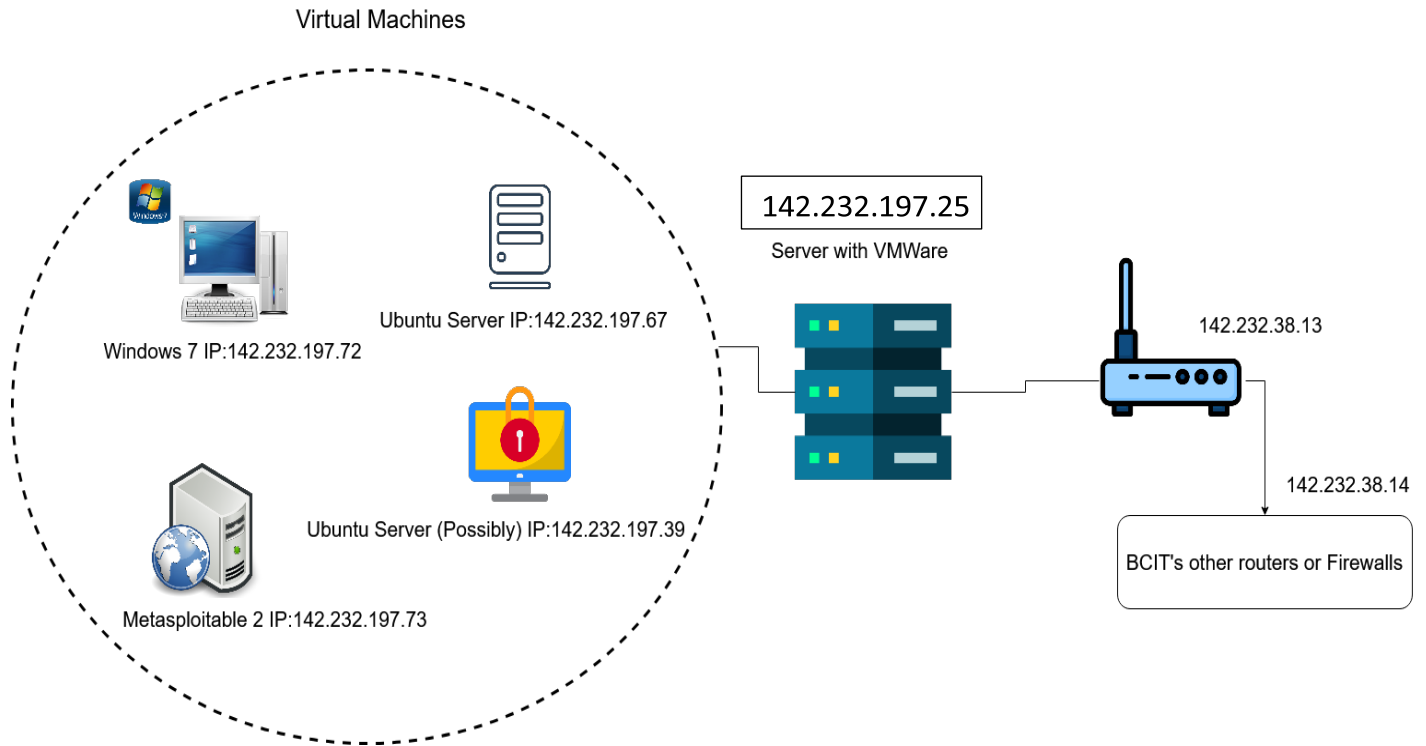 Virtual Machines
Windows 7
142.232.197.25
Server with VMWare
Ubuntu Server IP:142.232.197.67
Windows 7 IP:142.232.197.72
142.232.38.13
142.232.38.14
Ubuntu Server (Possibly) IP:142.232.197.39
BCIT's other routers or Firewalls
Metasploitable 2 IP:142.232.197.73